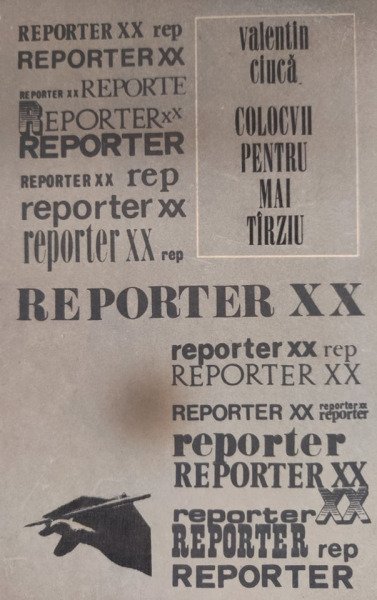 REPORTER XX rep
REPORTER XX
REPORTER XX REPORTE
REPORTER XX
REPORTER
REPORTER XX rep
reporter XX
reporter XX rep
valentin
ciucă
COLOCVII
PENTRU
MAI
TÎRZIU
REPORTER XX
reporter XX rep
REPORTER XX
REPORTER XX reporter XX
reporter
reporter
REPORTER XX
reporter XX
REPORTER rep
REPORTER